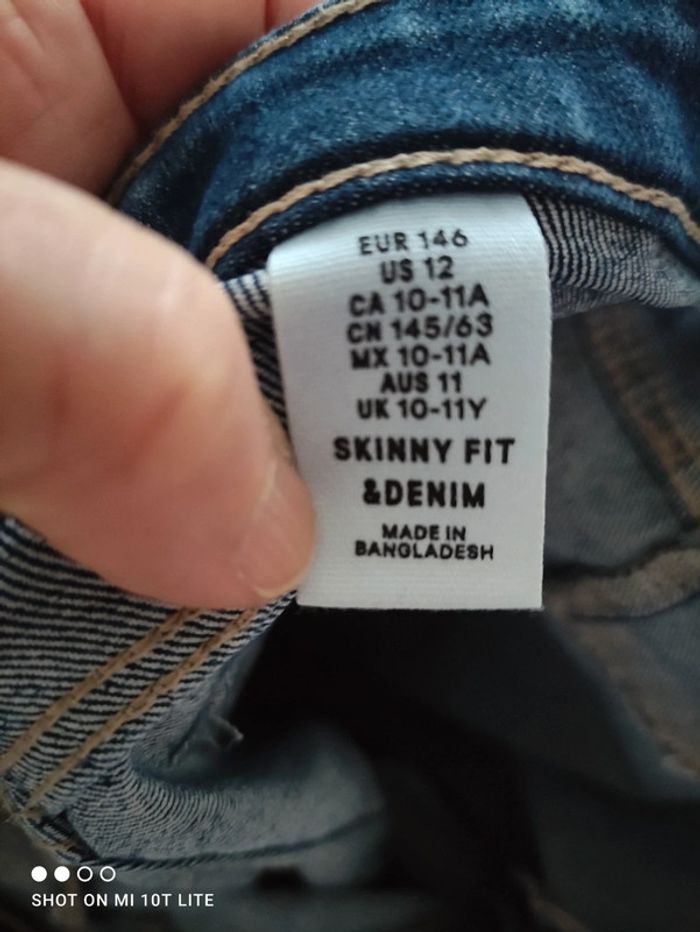 EUR 146
US 12
CA 10-11A
CN 145/63
MX 10-11A
AUS 11
UK 10-11Y
SKINNY FIT
&DENIM
MADE IN
BANGLADESH
SHOT ON MI 10T LITE